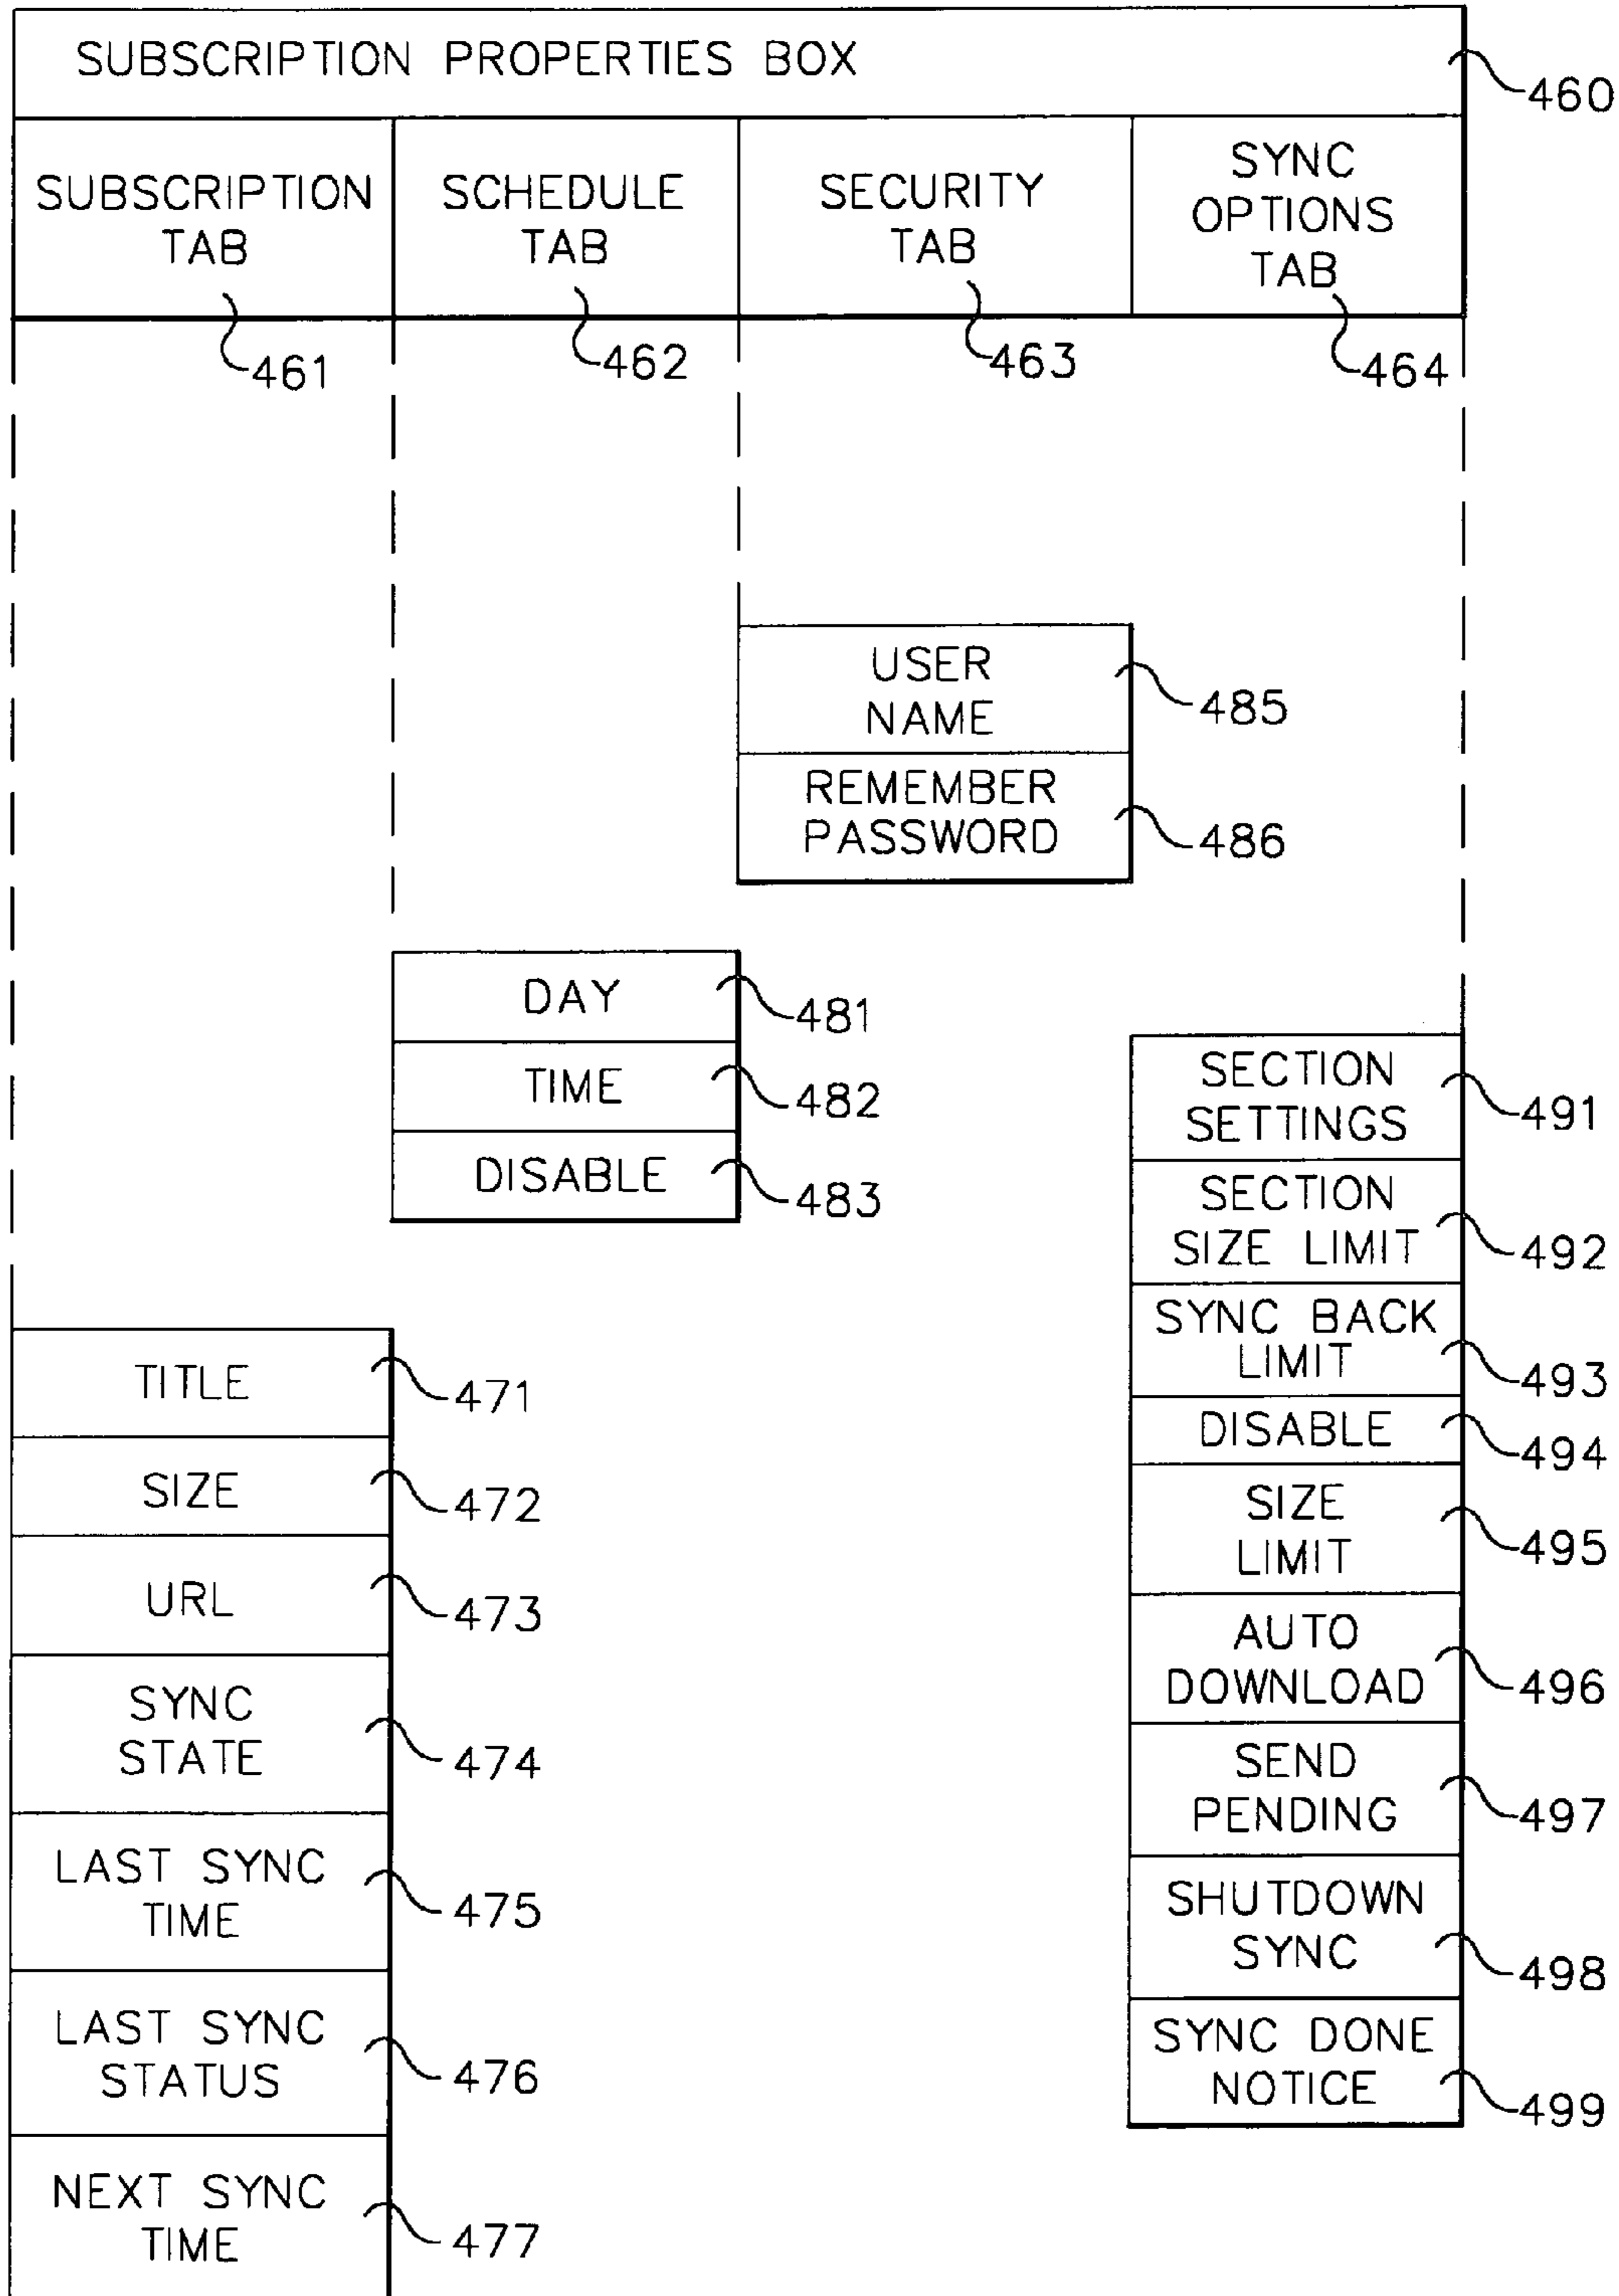 SUBSCRIPTION PROPERTIES BOX
460
SUBSCRIPTION
TAB
461
SCHEDULE
TAB
462
SECURITY
TAB
463
SYNC
OPTIONS
TAB
464
USER
NAME
485
REMEMBER
PASSWORD
486
DAY
481
TIME
482
DISABLE
483
SECTION
SETTINGS
491
SECTION
SIZE LIMIT
492
SYNC BACK
LIMIT
493
DISABLE
494
SIZE
LIMIT
495
AUTO
DOWNLOAD
496
SEND
PENDING
497
SHUTDOWN
SYNC
498
SYNC DONE
NOTICE
499
TITLE
471
SIZE
472
URL
473
SYNC
STATE
474
LAST SYNC
TIME
475
LAST SYNC
STATUS
476
NEXT SYNC
TIME
477